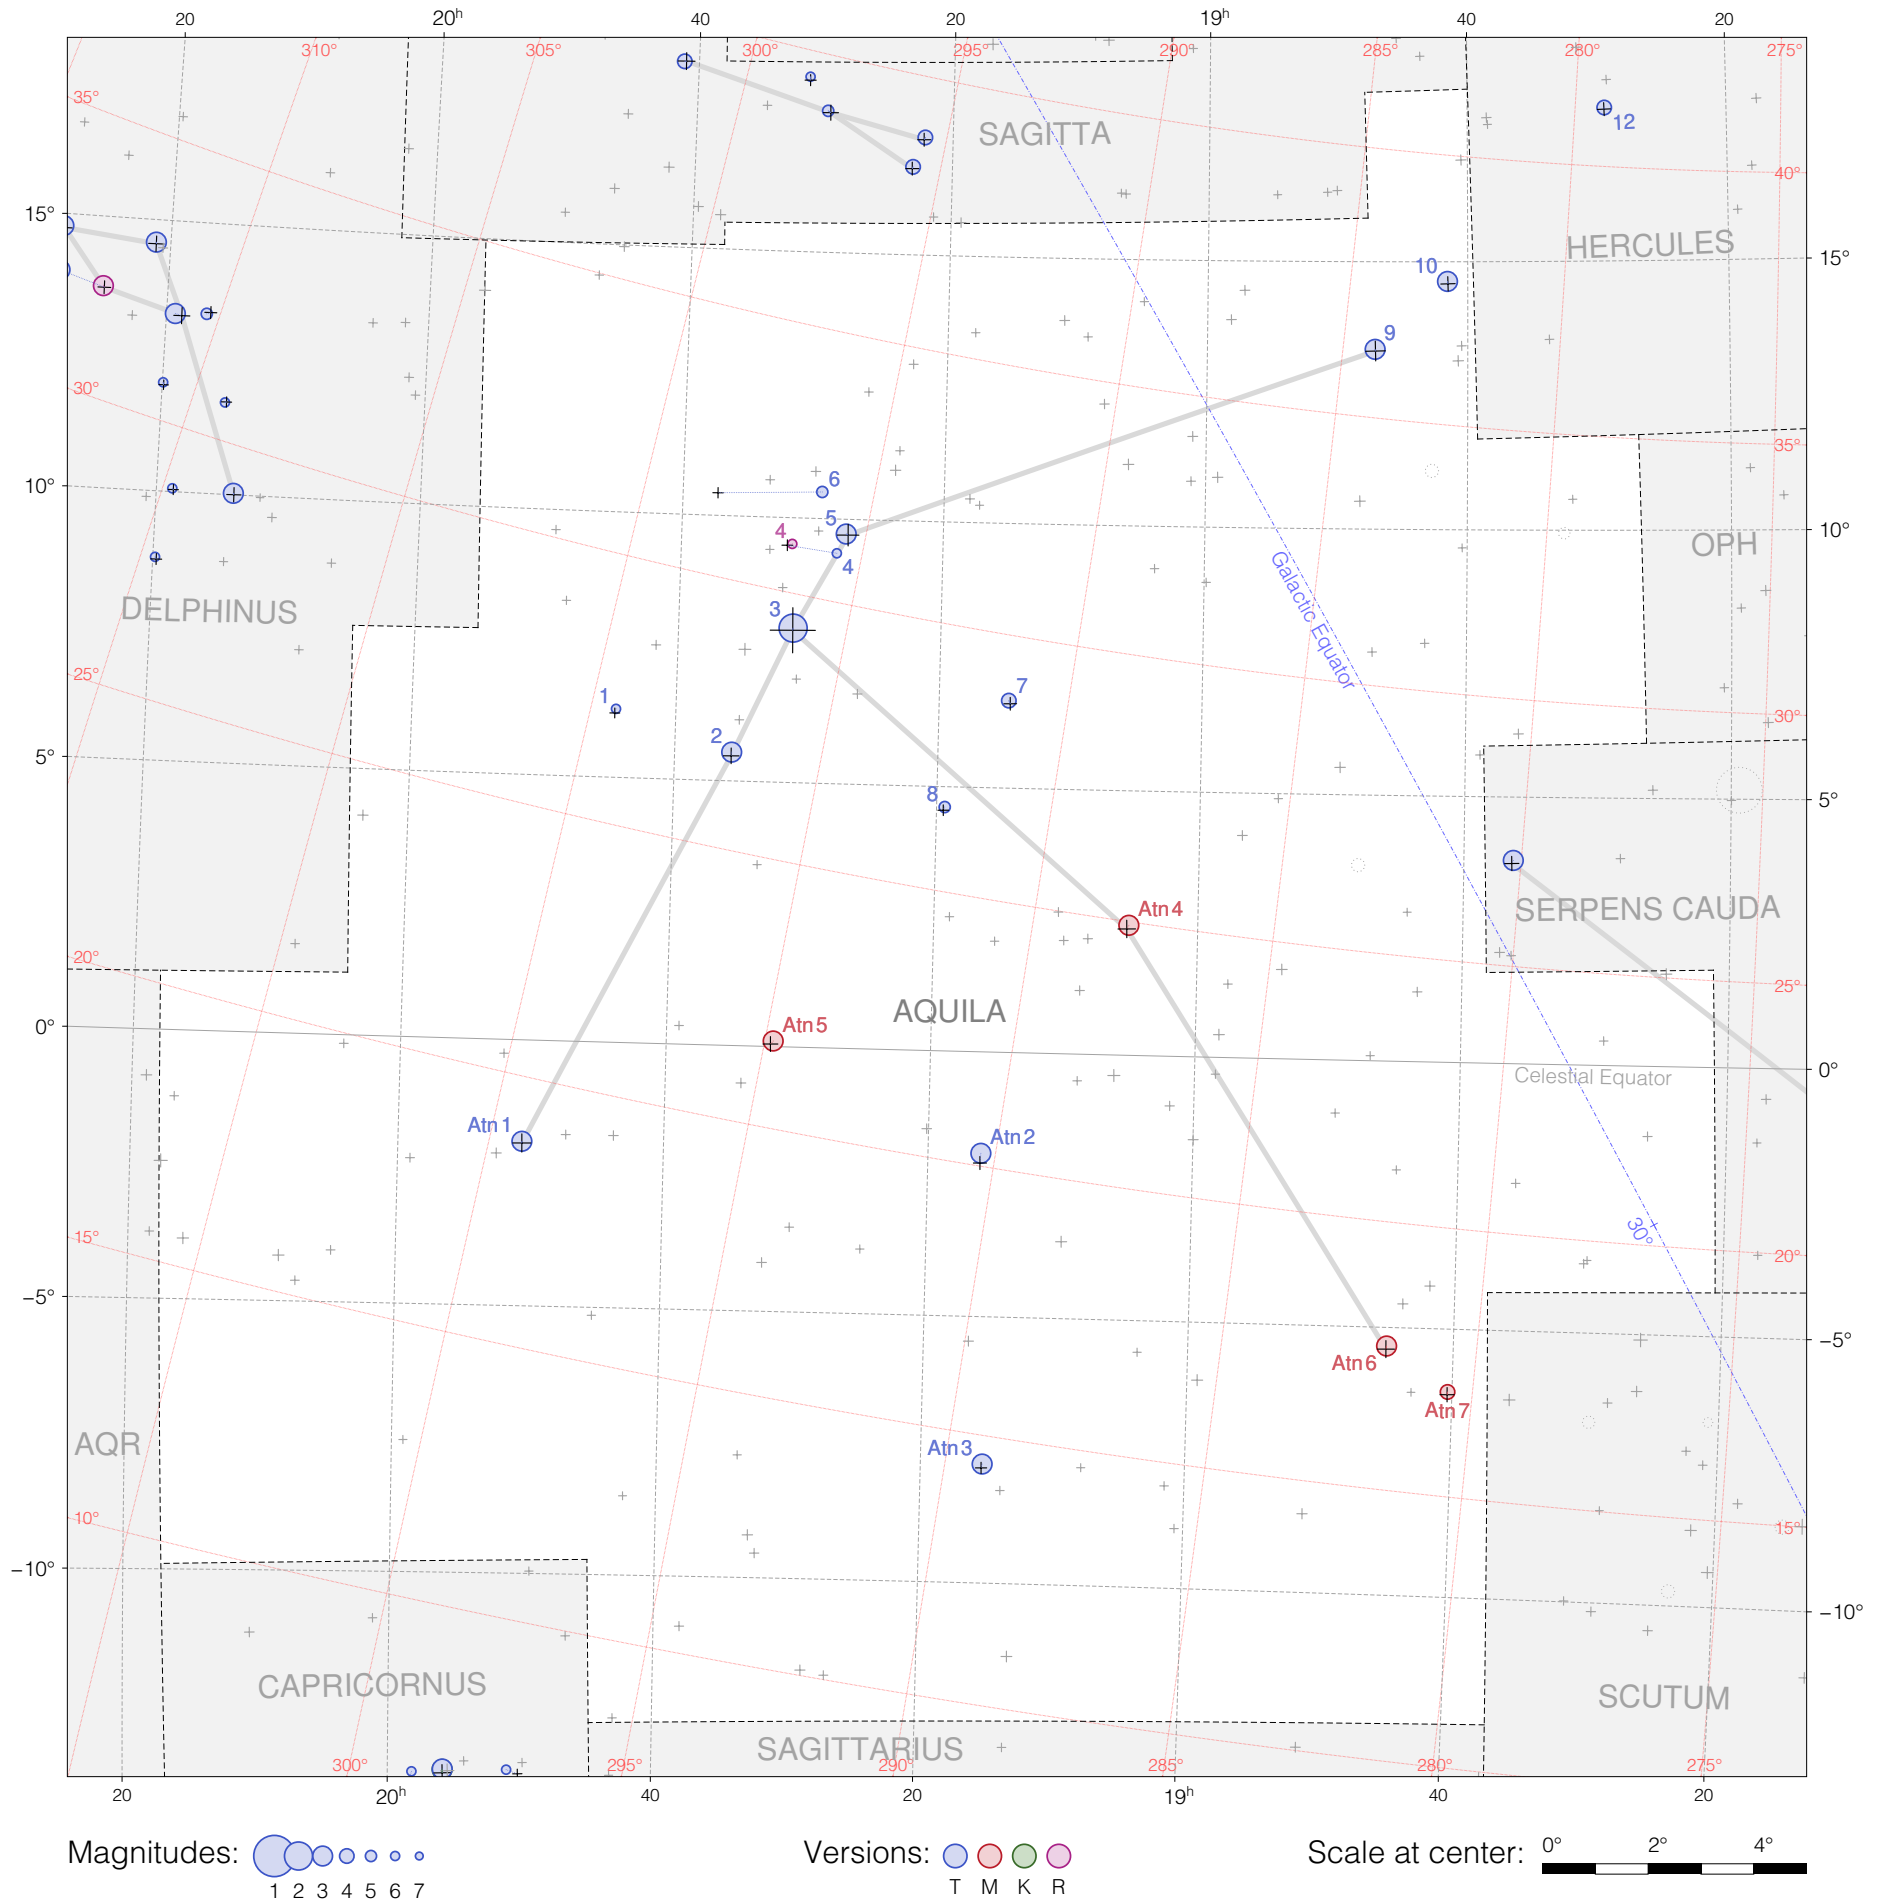 20 20h 40 20 19h 40 20
310° 305° 300° 295° 290° 285° 280° 275°
35°
12
SAGITTA
40°
15°
HERCULES
15°
10
9
30°
35°
6
10°
5
10°
4
4
OPH
Galactic Equator
DELPHINUS
3
25°
1
7
30°
2
5°
8
5°
Atn 4
SERPENS CAUDA
20°
25°
AQUILA
0°
Atn 5
0°
Celestial Equator
Atn 1
Atn 2
30°
15°
20°
−5°
−5°
Atn 6
Atn 7
AQR
Atn 3
10°
15°
−10°
−10°
CAPRICORNUS
SCUTUM
SAGITTARIUS
300° 295° 290° 285° 280° 275°
20 20h 40 20 19h 40 20
Magnitudes: Versions: Scale at center: 0° 2° 4°
1 2 3 4 5 6 7 T M K R